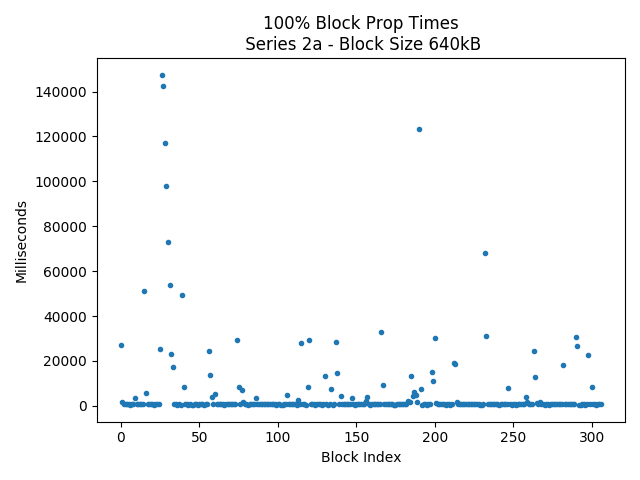 100% Block Prop Times
Series 2a - Block Size 640kB
140000
120000
100000
80000
60000
40000
20000
0
Milliseconds
0 50 100 150 200 250 300
Block Index